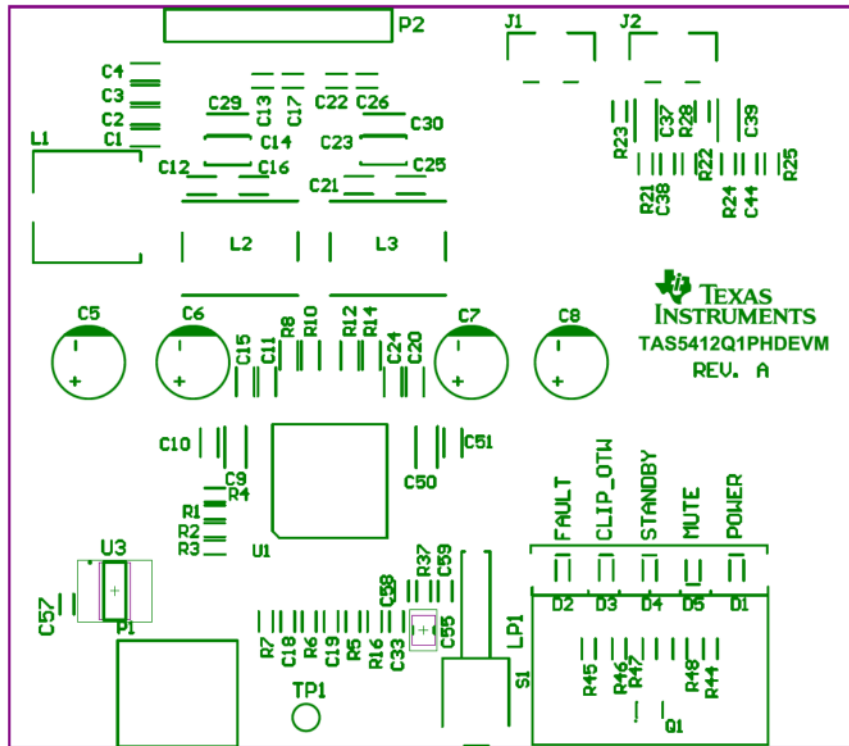 P2
J1
J2
C4
C3
C2
C1
L1
C29
C13
C17
C22
C26
C30
C14
C23
C12
C16
C21
C25
R23
C37
R28
C39
R21
C38
R22
R24
C44
R25
L2
L3
TEXAS
INSTRUMENTS
TAS5412Q1PHDEVM
REV. A
C5
C6
C7
C8
C15
C11
R8
R10
R12
R14
C24
C20
C10
C9
C50
C51
R4
R1
R2
R3
U1
FAULT
CLIP_OTW
STANDBY
MUTE
POWER
U3
C57
P1
C58
R37
C59
D2
D3
D4
D5
D1
R7
C18
R6
C19
R5
R16
C33
C55
LP1
S1
R45
R46
R47
R48
R44
TP1
Q1